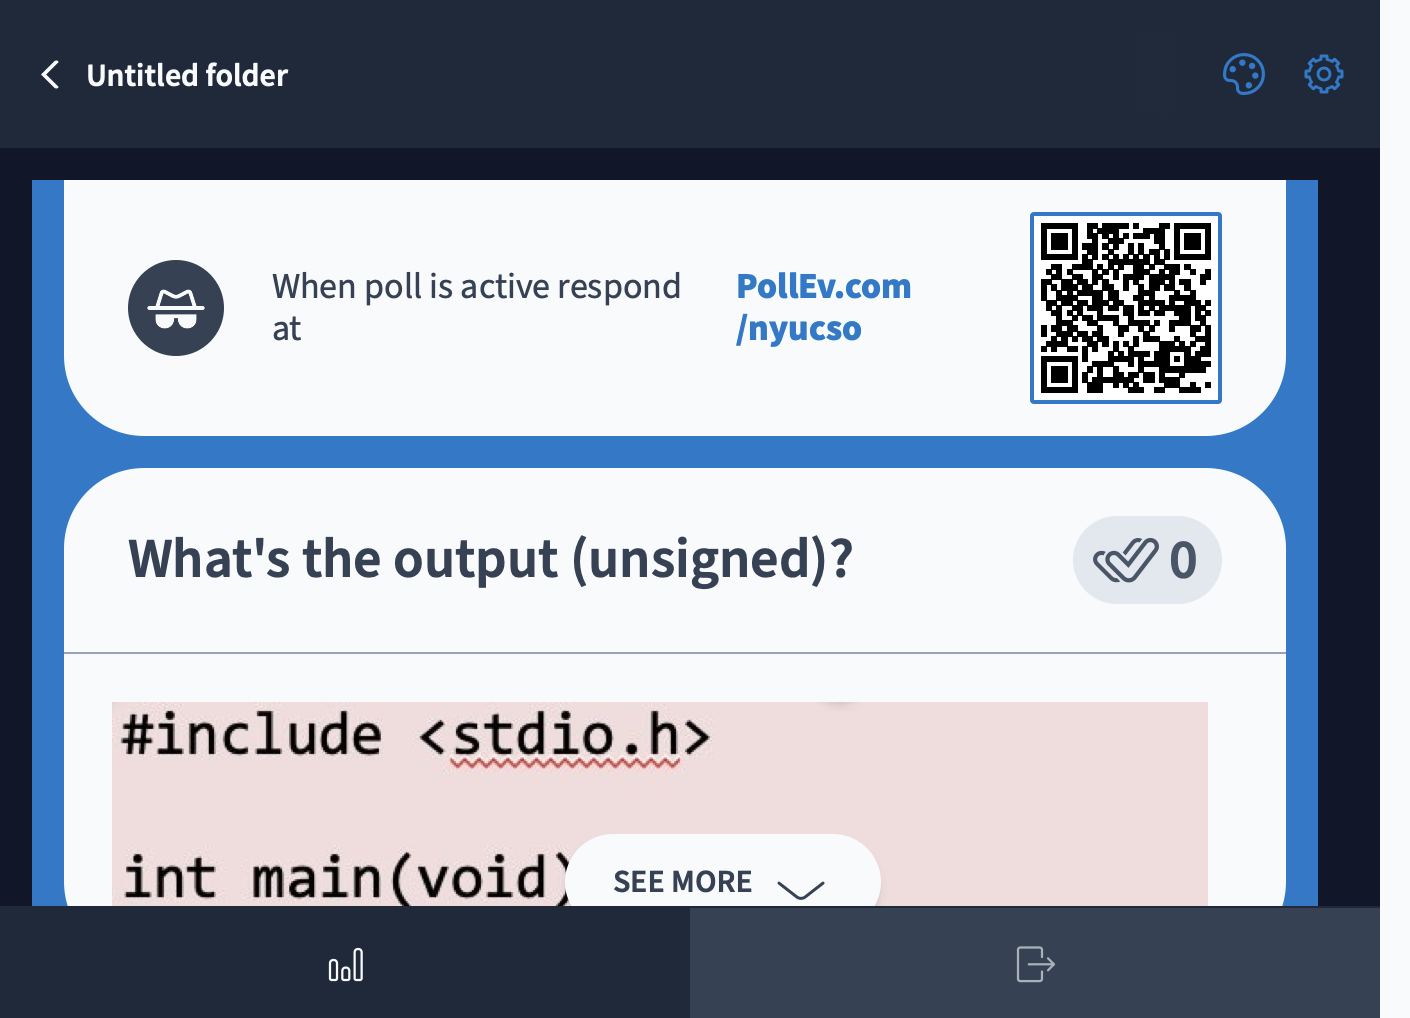 Untitled folder
When poll is active respond
at
PollEv.com
/nyucso
What's the output (unsigned)?
0
#include <stdio.h>
int main(void)
SEE MORE